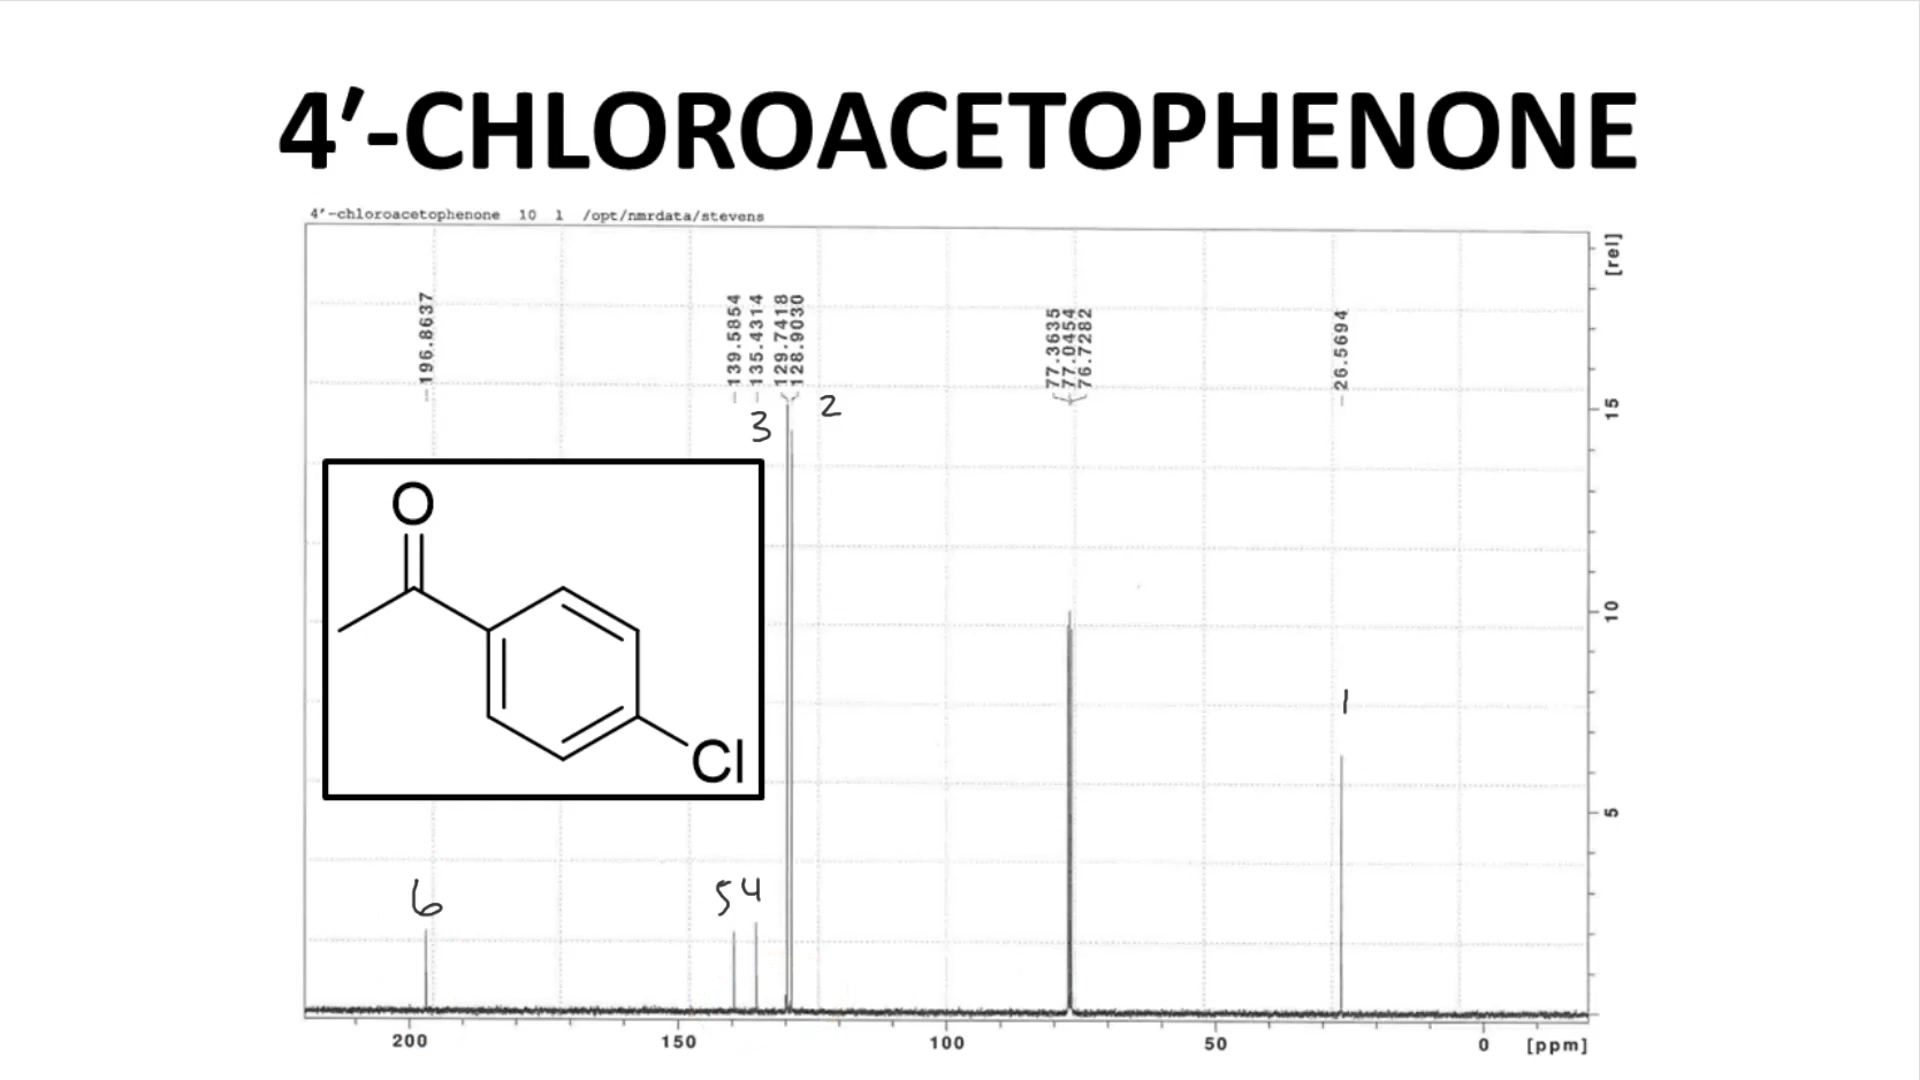 4′-CHLOROACETOPHENONE
4′-chloroacetophenone 10 1 /opt/nmrdata/stevens
[rel]
196.8637
139.5854
135.4314
129.7418
128.9030
77.3635
77.0454
76.7282
26.5694
3
2
15
O
10
1
Cl
5
6
5 4
200 150 100 50 0 [ppm]